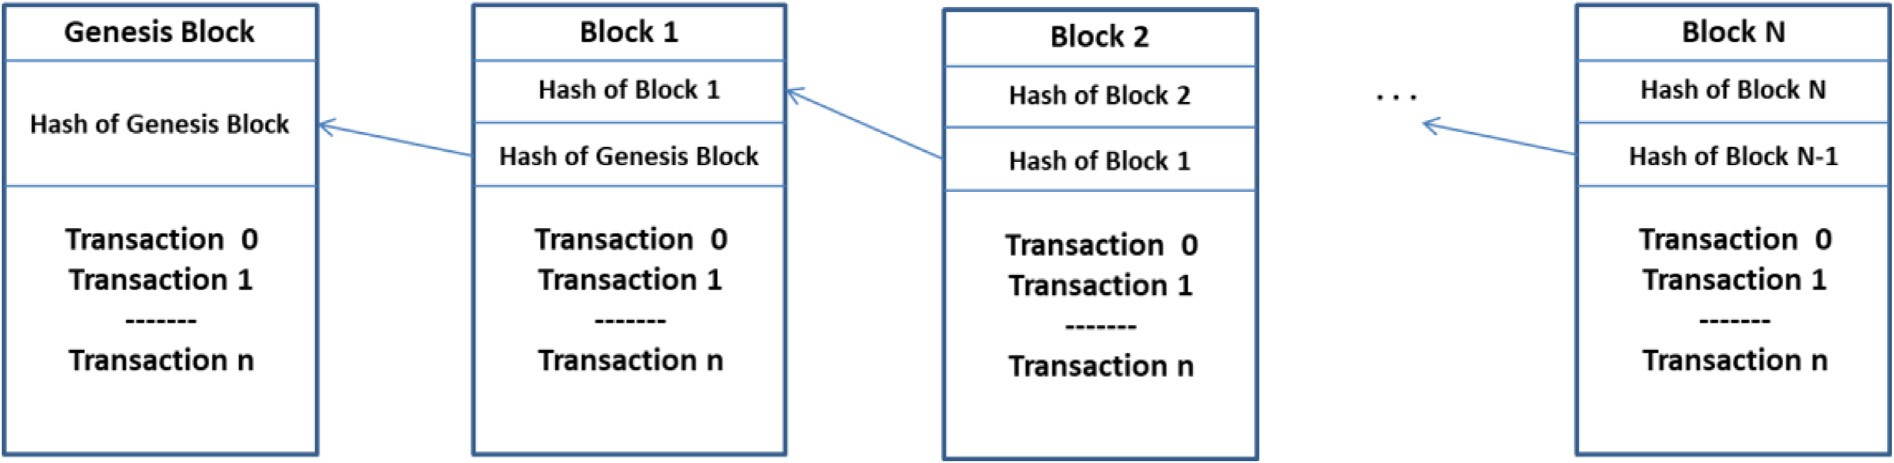 Genesis Block
Hash of Genesis Block
Transaction 0
Transaction 1
-------
Transaction n
Block 1
Hash of Block 1
Hash of Genesis Block
Transaction 0
Transaction 1
-------
Transaction n
Block 2
Hash of Block 2
Hash of Block 1
Transaction 0
Transaction 1
-------
Transaction n
...
Block N
Hash of Block N
Hash of Block N-1
Transaction 0
Transaction 1
-------
Transaction n